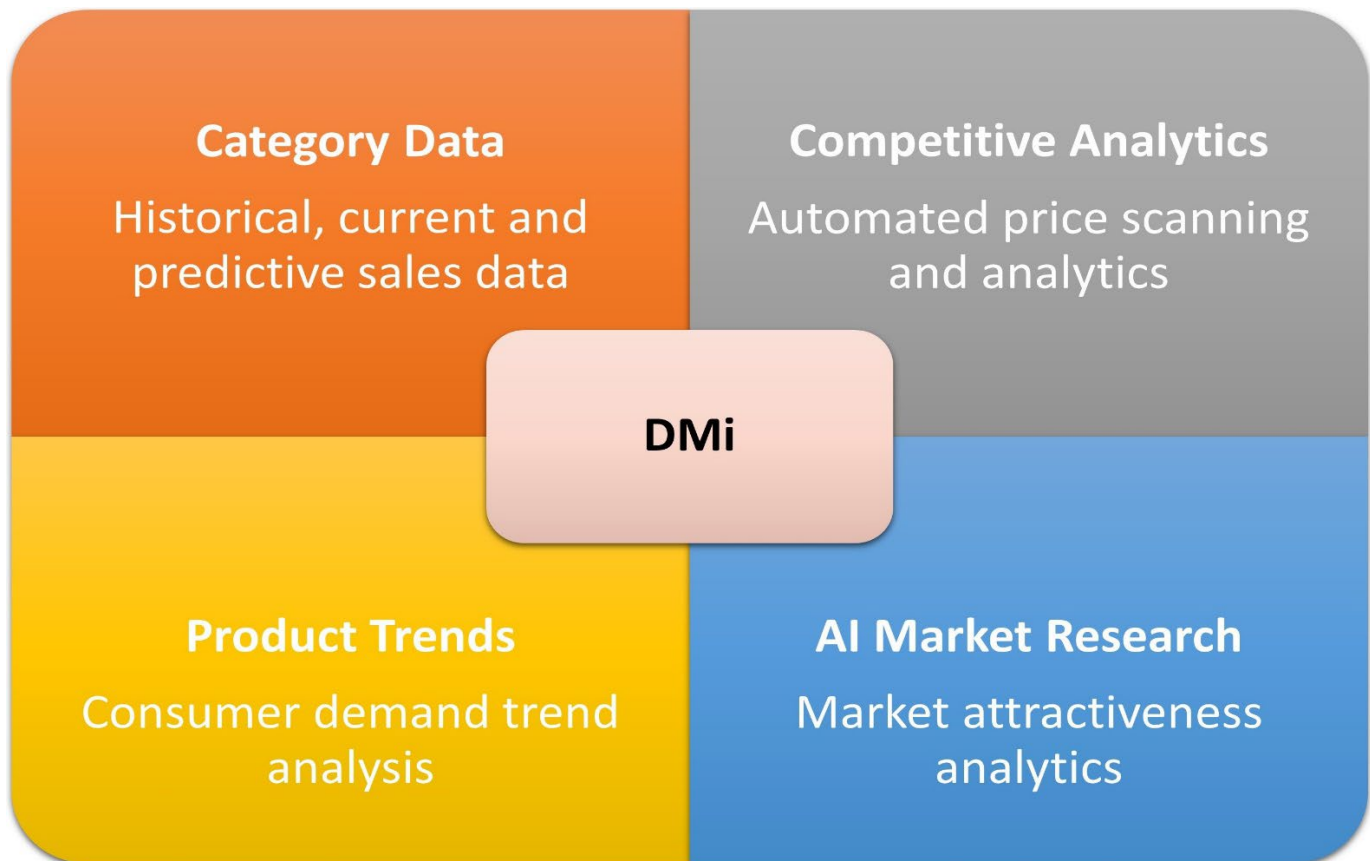 Category Data
Historical, current and
predictive sales data
Competitive Analytics
Automated price scanning
and analytics
DMi
Product Trends
Consumer demand trend
analysis
AI Market Research
Market attractiveness
analytics